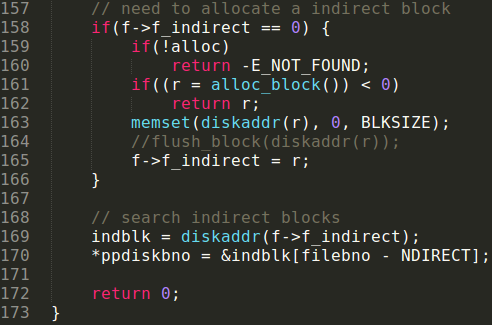 157 // need to allocate a indirect block
158 if(f->f_indirect == 0) {
159 if(!alloc)
160 return -E_NOT_FOUND;
161 if((r = alloc_block()) < 0)
162 return r;
163 memset(diskaddr(r), 0, BLKSIZE);
164 //flush_block(diskaddr(r));
165 f->f_indirect = r;
166 }
167
168 // search indirect blocks
169 indblk = diskaddr(f->f_indirect);
170 *ppdiskbno = &indblk[filebno - NDIRECT];
171
172 return 0;
173 }